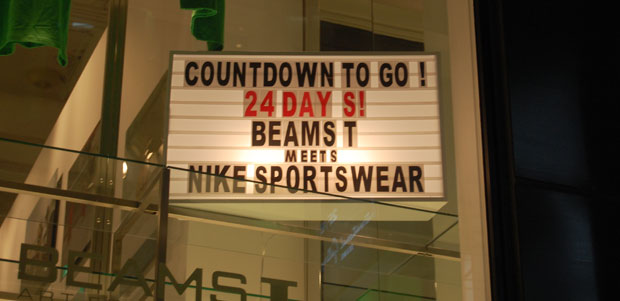 COUNTDOWN TO GO !
24 DAY S!
BEAMS T
MEETS
NIKE SPORTSWEAR
BEAMS T